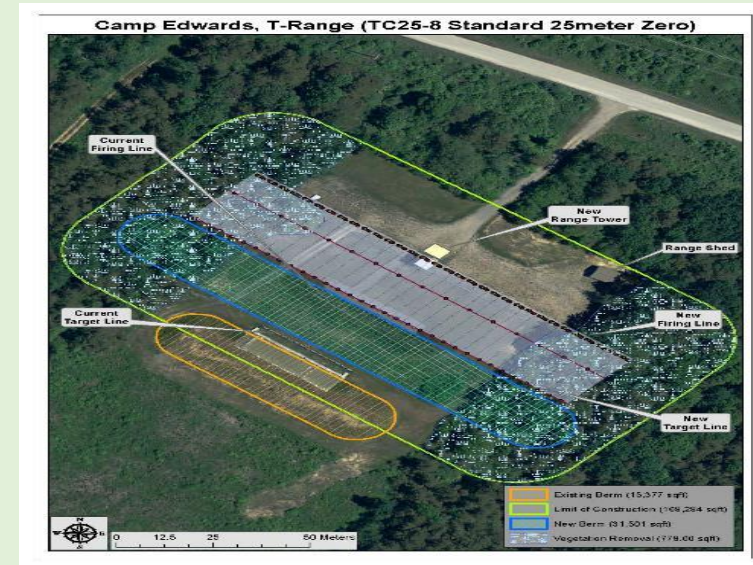 Camp Edwards, T-Range (TC25-8 Standard 25meter Zero)
Current
Firing Line
New
Range Tower
Range Shed
Current
Target Line
New
Firing Line
New
Target Line
Existing Berm (15,377 sqft)
Limit of Construction sqft)
New Berm (31,501 sqft)
Vegetation Removal sqft)
0 12.5 25 50 Meters